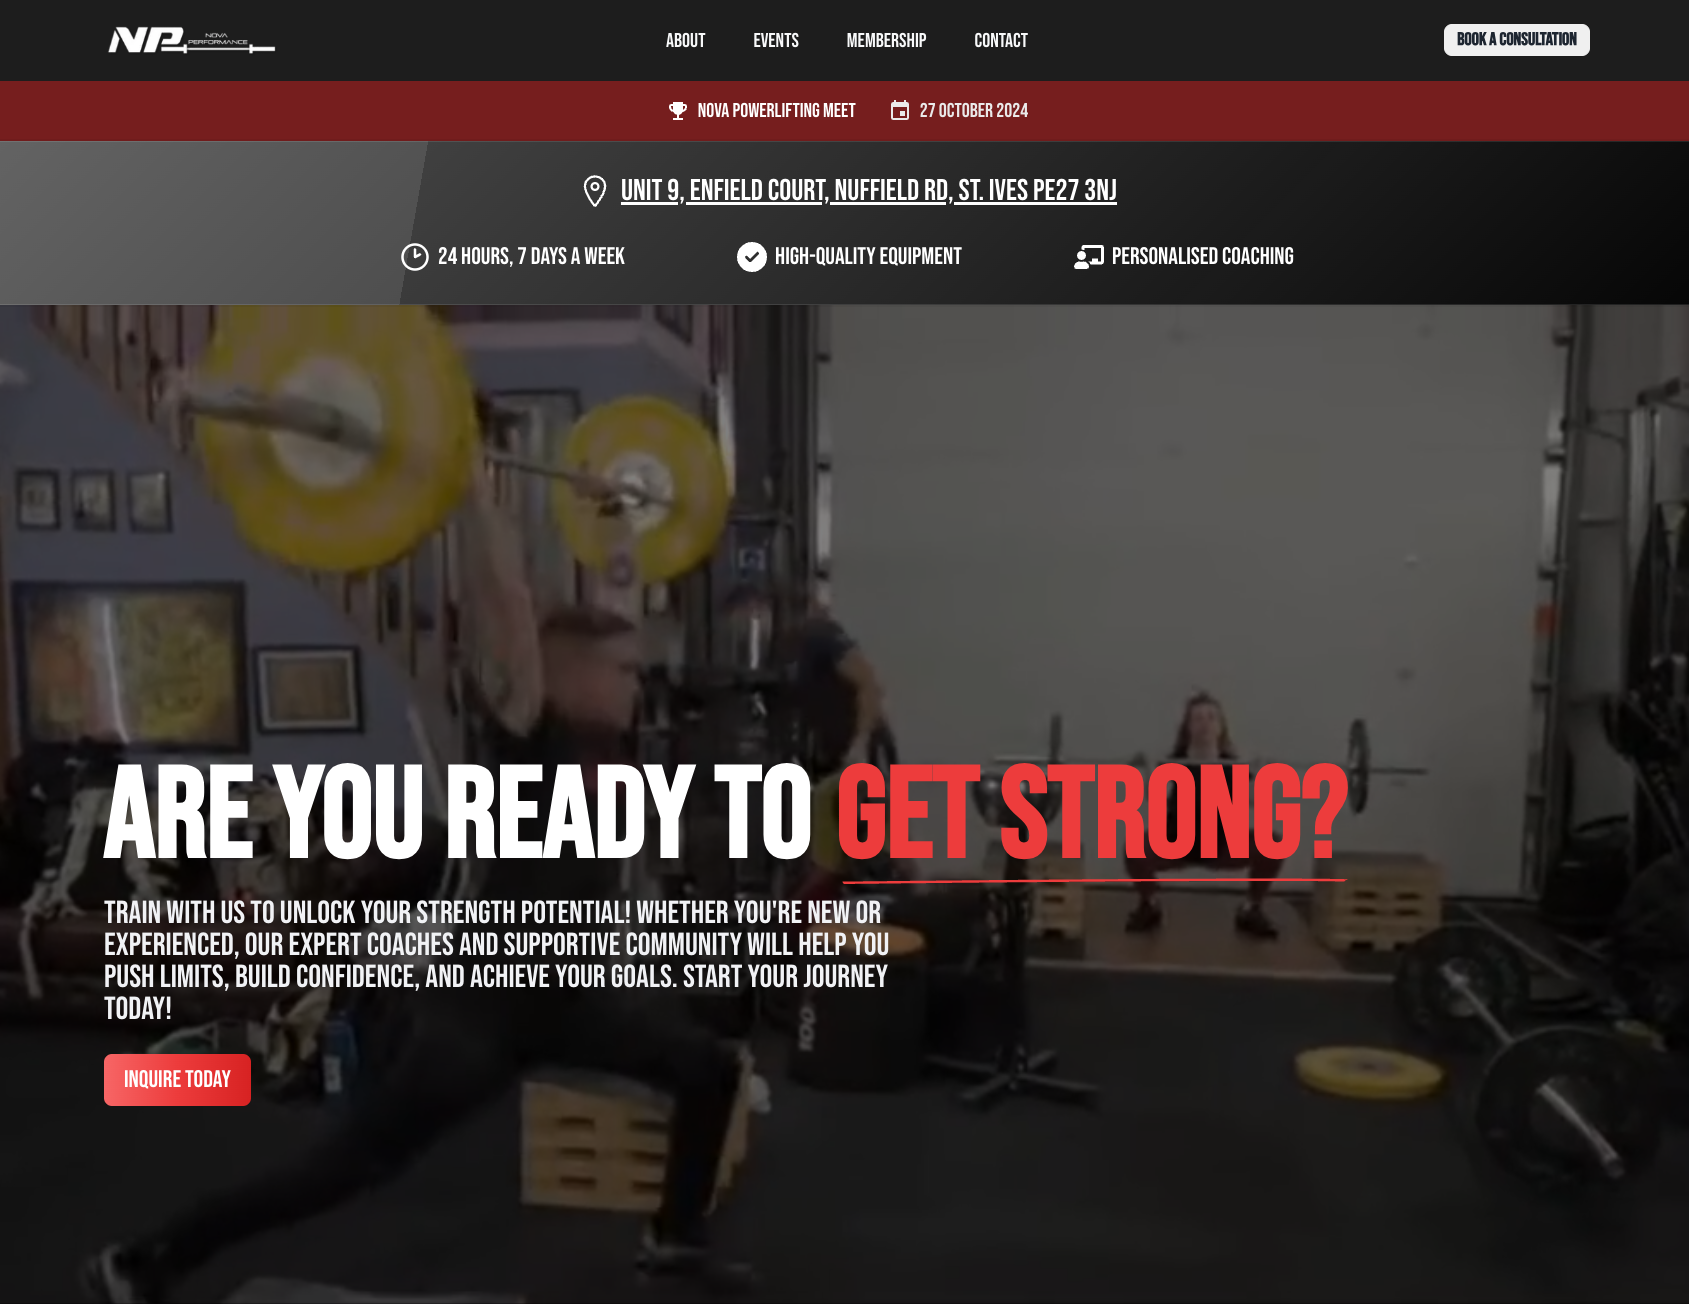 NP NOVA PERFORMANCE
ABOUT EVENTS MEMBERSHIP CONTACT
BOOK A CONSULTATION
NOVA POWERLIFTING MEET 27 OCTOBER 2024
UNIT 9, ENFIELD COURT, NUFFIELD RD, ST. IVES PE27 3NJ
24 HOURS, 7 DAYS A WEEK HIGH-QUALITY EQUIPMENT PERSONALISED COACHING
ARE YOU READY TO GET STRONG?
TRAIN WITH US TO UNLOCK YOUR STRENGTH POTENTIAL! WHETHER YOU'RE NEW OR
EXPERIENCED, OUR EXPERT COACHES AND SUPPORTIVE COMMUNITY WILL HELP YOU
PUSH LIMITS, BUILD CONFIDENCE, AND ACHIEVE YOUR GOALS. START YOUR JOURNEY
TODAY!
INQUIRE TODAY